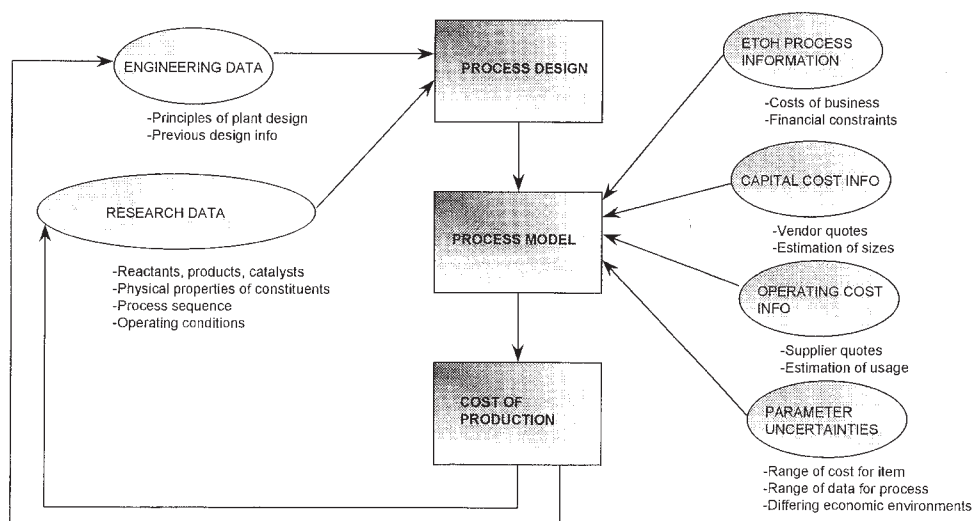 ENGINEERING DATA
-Principles of plant design
-Previous design info
PROCESS DESIGN
ETOH PROCESS
INFORMATION
-Costs of business
-Financial constraints
RESEARCH DATA
-Reactants, products, catalysts
-Physical properties of constituents
-Process sequence
-Operating conditions
PROCESS MODEL
CAPITAL COST INFO
-Vendor quotes
-Estimation of sizes
OPERATING COST
INFO
-Supplier quotes
-Estimation of usage
COST OF
PRODUCTION
PARAMETER
UNCERTAINTIES
-Range of cost for item
-Range of data for process
-Differing economic environments